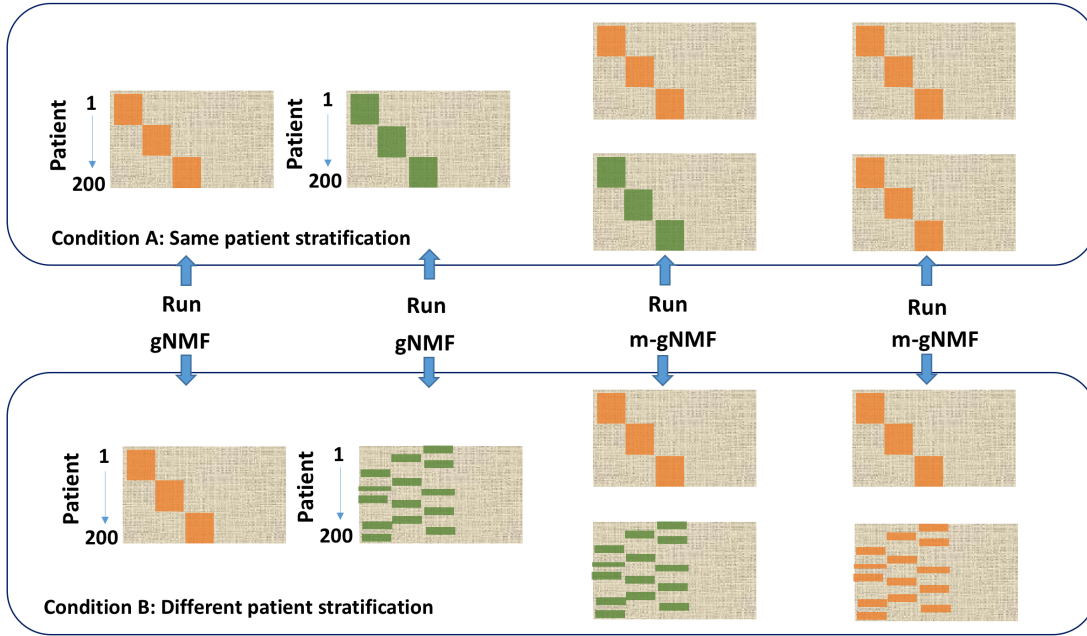 Patient
1
200
Patient
1
200
Condition A: Same patient stratification
Run
gNMF
Run
gNMF
Run
m-gNMF
Run
m-gNMF
Patient
1
200
Patient
1
200
Condition B: Different patient stratification